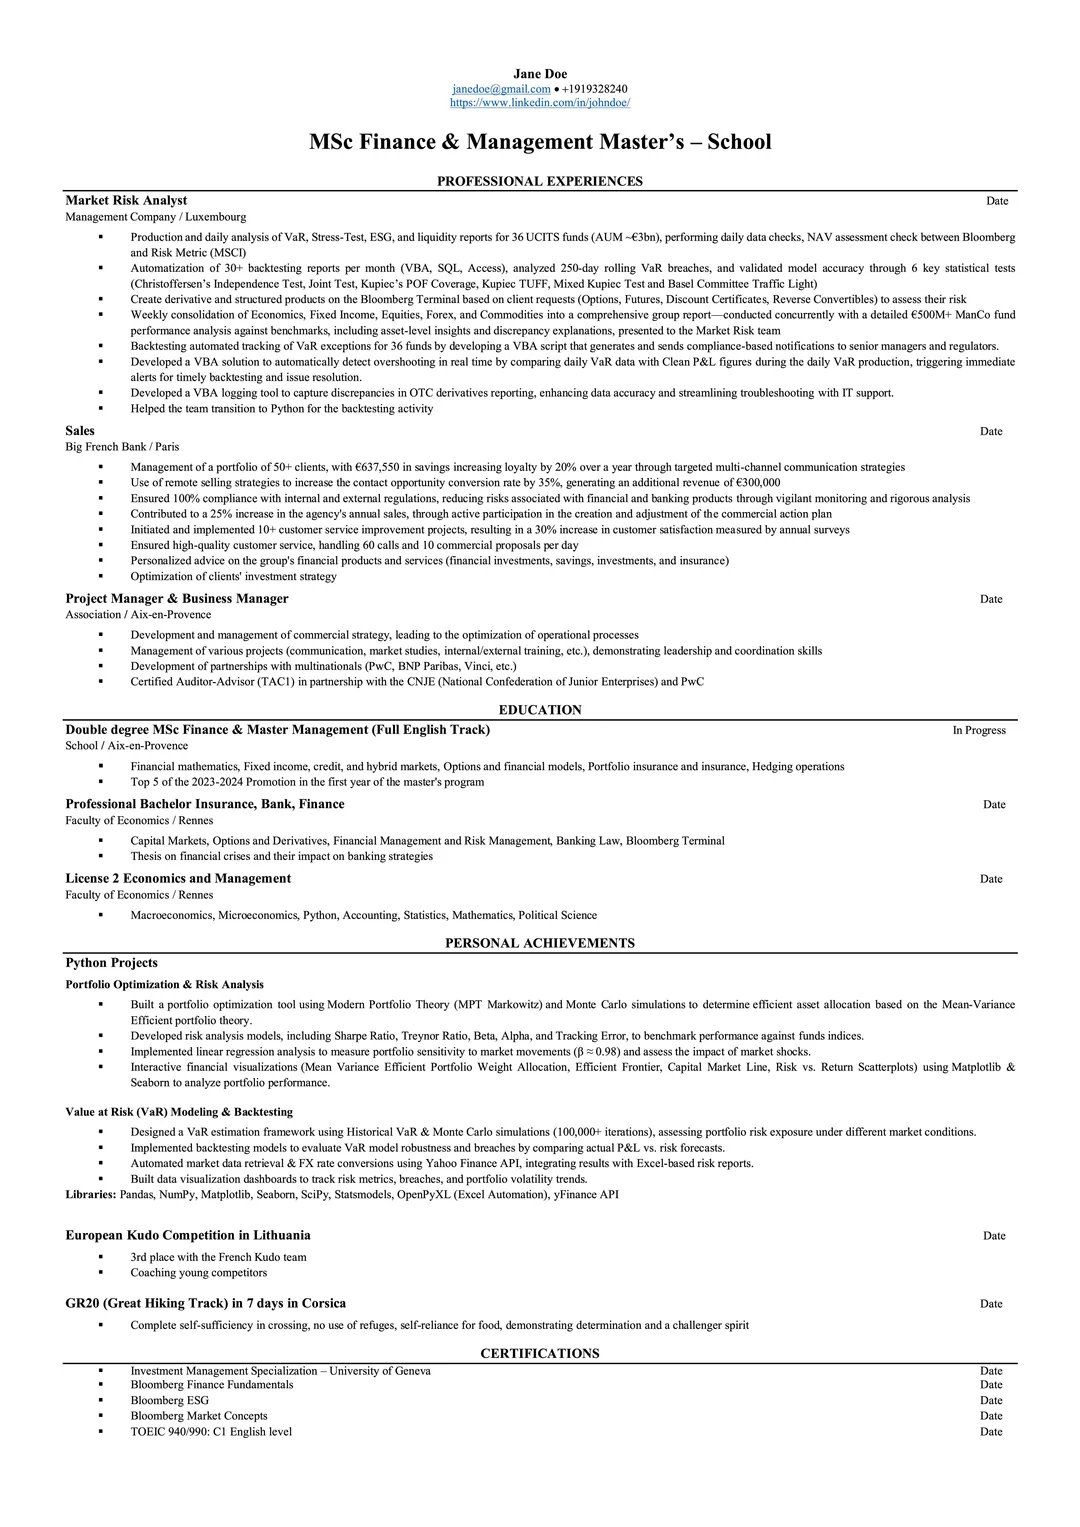 Jane Doe
janedoe@gmail.com • +1919328240
https://www.linkedin.com/in/johndoe/
MSc Finance & Management Master’s – School
PROFESSIONAL EXPERIENCES
Market Risk Analyst Date
Management Company / Luxembourg
▪ Production and daily analysis of VaR, Stress-Test, ESG, and liquidity reports for 36 UCITS funds (AUM ~€3bn), performing daily data checks, NAV assessment check between Bloomberg
and Risk Metric (MSCI)
▪ Automatization of 30+ backtesting reports per month (VBA, SQL, Access), analyzed 250-day rolling VaR breaches, and validated model accuracy through 6 key statistical tests
(Christoffersen’s Independence Test, Joint Test, Kupiec’s POF Coverage, Kupiec TUFF, Mixed Kupiec Test and Basel Committee Traffic Light)
▪ Create derivative and structured products on the Bloomberg Terminal based on client requests (Options, Futures, Discount Certificates, Reverse Convertibles) to assess their risk
▪ Weekly consolidation of Economics, Fixed Income, Equities, Forex, and Commodities into a comprehensive group report—conducted concurrently with a detailed €500M+ ManCo fund
performance analysis against benchmarks, including asset-level insights and discrepancy explanations, presented to the Market Risk team
▪ Backtesting automated tracking of VaR exceptions for 36 funds by developing a VBA script that generates and sends compliance-based notifications to senior managers and regulators.
▪ Developed a VBA solution to automatically detect overshooting in real time by comparing daily VaR data with Clean P&L figures during the daily VaR production, triggering immediate
alerts for timely backtesting and issue resolution.
▪ Developed a VBA logging tool to capture discrepancies in OTC derivatives reporting, enhancing data accuracy and streamlining troubleshooting with IT support.
▪ Helped the team transition to Python for the backtesting activity
Sales Date
Big French Bank / Paris
▪ Management of a portfolio of 50+ clients, with €637,550 in savings increasing loyalty by 20% over a year through targeted multi-channel communication strategies
▪ Use of remote selling strategies to increase the contact opportunity conversion rate by 35%, generating an additional revenue of €300,000
▪ Ensured 100% compliance with internal and external regulations, reducing risks associated with financial and banking products through vigilant monitoring and rigorous analysis
▪ Contributed to a 25% increase in the agency's annual sales, through active participation in the creation and adjustment of the commercial action plan
▪ Initiated and implemented 10+ customer service improvement projects, resulting in a 30% increase in customer satisfaction measured by annual surveys
▪ Ensured high-quality customer service, handling 60 calls and 10 commercial proposals per day
▪ Personalized advice on the group's financial products and services (financial investments, savings, investments, and insurance)
▪ Optimization of clients' investment strategy
Project Manager & Business Manager Date
Association / Aix-en-Provence
▪ Development and management of commercial strategy, leading to the optimization of operational processes
▪ Management of various projects (communication, market studies, internal/external training, etc.), demonstrating leadership and coordination skills
▪ Development of partnerships with multinationals (PwC, BNP Paribas, Vinci, etc.)
▪ Certified Auditor-Advisor (TAC1) in partnership with the CNJE (National Confederation of Junior Enterprises) and PwC
EDUCATION
Double degree MSc Finance & Master Management (Full English Track) In Progress
School / Aix-en-Provence
▪ Financial mathematics, Fixed income, credit, and hybrid markets, Options and financial models, Portfolio insurance and insurance, Hedging operations
▪ Top 5 of the 2023-2024 Promotion in the first year of the master's program
Professional Bachelor Insurance, Bank, Finance Date
Faculty of Economics / Rennes
▪ Capital Markets, Options and Derivatives, Financial Management and Risk Management, Banking Law, Bloomberg Terminal
▪ Thesis on financial crises and their impact on banking strategies
License 2 Economics and Management Date
Faculty of Economics / Rennes
▪ Macroeconomics, Microeconomics, Python, Accounting, Statistics, Mathematics, Political Science
PERSONAL ACHIEVEMENTS
Python Projects
Portfolio Optimization & Risk Analysis
▪ Built a portfolio optimization tool using Modern Portfolio Theory (MPT Markowitz) and Monte Carlo simulations to determine efficient asset allocation based on the Mean-Variance
Efficient portfolio theory.
▪ Developed risk analysis models, including Sharpe Ratio, Treynor Ratio, Beta, Alpha, and Tracking Error, to benchmark performance against funds indices.
▪ Implemented linear regression analysis to measure portfolio sensitivity to market movements (β ≈ 0.98) and assess the impact of market shocks.
▪ Interactive financial visualizations (Mean Variance Efficient Portfolio Weight Allocation, Efficient Frontier, Capital Market Line, Risk vs. Return Scatterplots) using Matplotlib &
Seaborn to analyze portfolio performance.
Value at Risk (VaR) Modeling & Backtesting
▪ Designed a VaR estimation framework using Historical VaR & Monte Carlo simulations (100,000+ iterations), assessing portfolio risk exposure under different market conditions.
▪ Implemented backtesting models to evaluate VaR model robustness and breaches by comparing actual P&L vs. risk forecasts.
▪ Automated market data retrieval & FX rate conversions using Yahoo Finance API, integrating results with Excel-based risk reports.
▪ Built data visualization dashboards to track risk metrics, breaches, and portfolio volatility trends.
Libraries: Pandas, NumPy, Matplotlib, Seaborn, SciPy, Statsmodels, OpenPyXL (Excel Automation), yFinance API
European Kudo Competition in Lithuania Date
▪ 3rd place with the French Kudo team
▪ Coaching young competitors
GR20 (Great Hiking Track) in 7 days in Corsica Date
▪ Complete self-sufficiency in crossing, no use of refuges, self-reliance for food, demonstrating determination and a challenger spirit
CERTIFICATIONS
▪ Investment Management Specialization – University of Geneva Date
▪ Bloomberg Finance Fundamentals Date
▪ Bloomberg ESG Date
▪ Bloomberg Market Concepts Date
▪ TOEIC 940/990: C1 English level Date